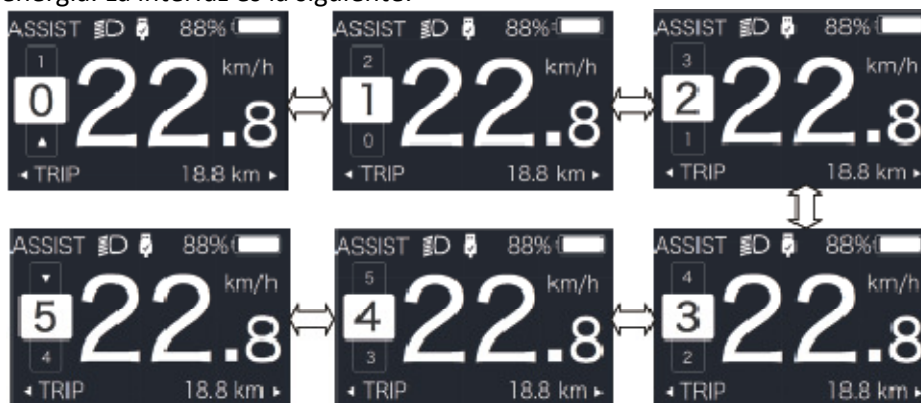 energía. La interfaz es la siguiente:
ASSIST 88%
1
0
22.8 km/h
TRIP 18.8 km
ASSIST 88%
2
1
0
22.8 km/h
TRIP 18.8 km
ASSIST 88%
3
2
1
22.8 km/h
TRIP 18.8 km
ASSIST 88%
5
4
22.8 km/h
TRIP 18.8 km
ASSIST 88%
5
4
3
22.8 km/h
TRIP 18.8 km
ASSIST 88%
4
3
2
22.8 km/h
TRIP 18.8 km